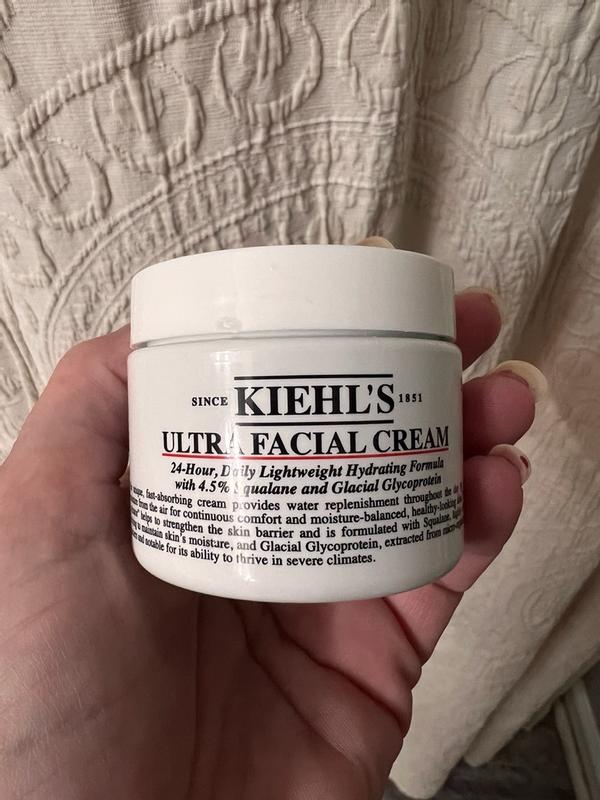 SINCE KIEHL'S 1851
ULTRA FACIAL CREAM
24-Hour, Daily Lightweight Hydrating Formula
with 4.5% Squalane and Glacial Glycoprotein
fast-absorbing cream provides water replenishment throughout the
from the air for continuous comfort and moisture-balanced, healthy-looking
helps to strengthen the skin barrier and is formulated with Squalane,
to maintain skin's moisture, and Glacial Glycoprotein, extracted from
and notable for its ability to thrive in severe climates.